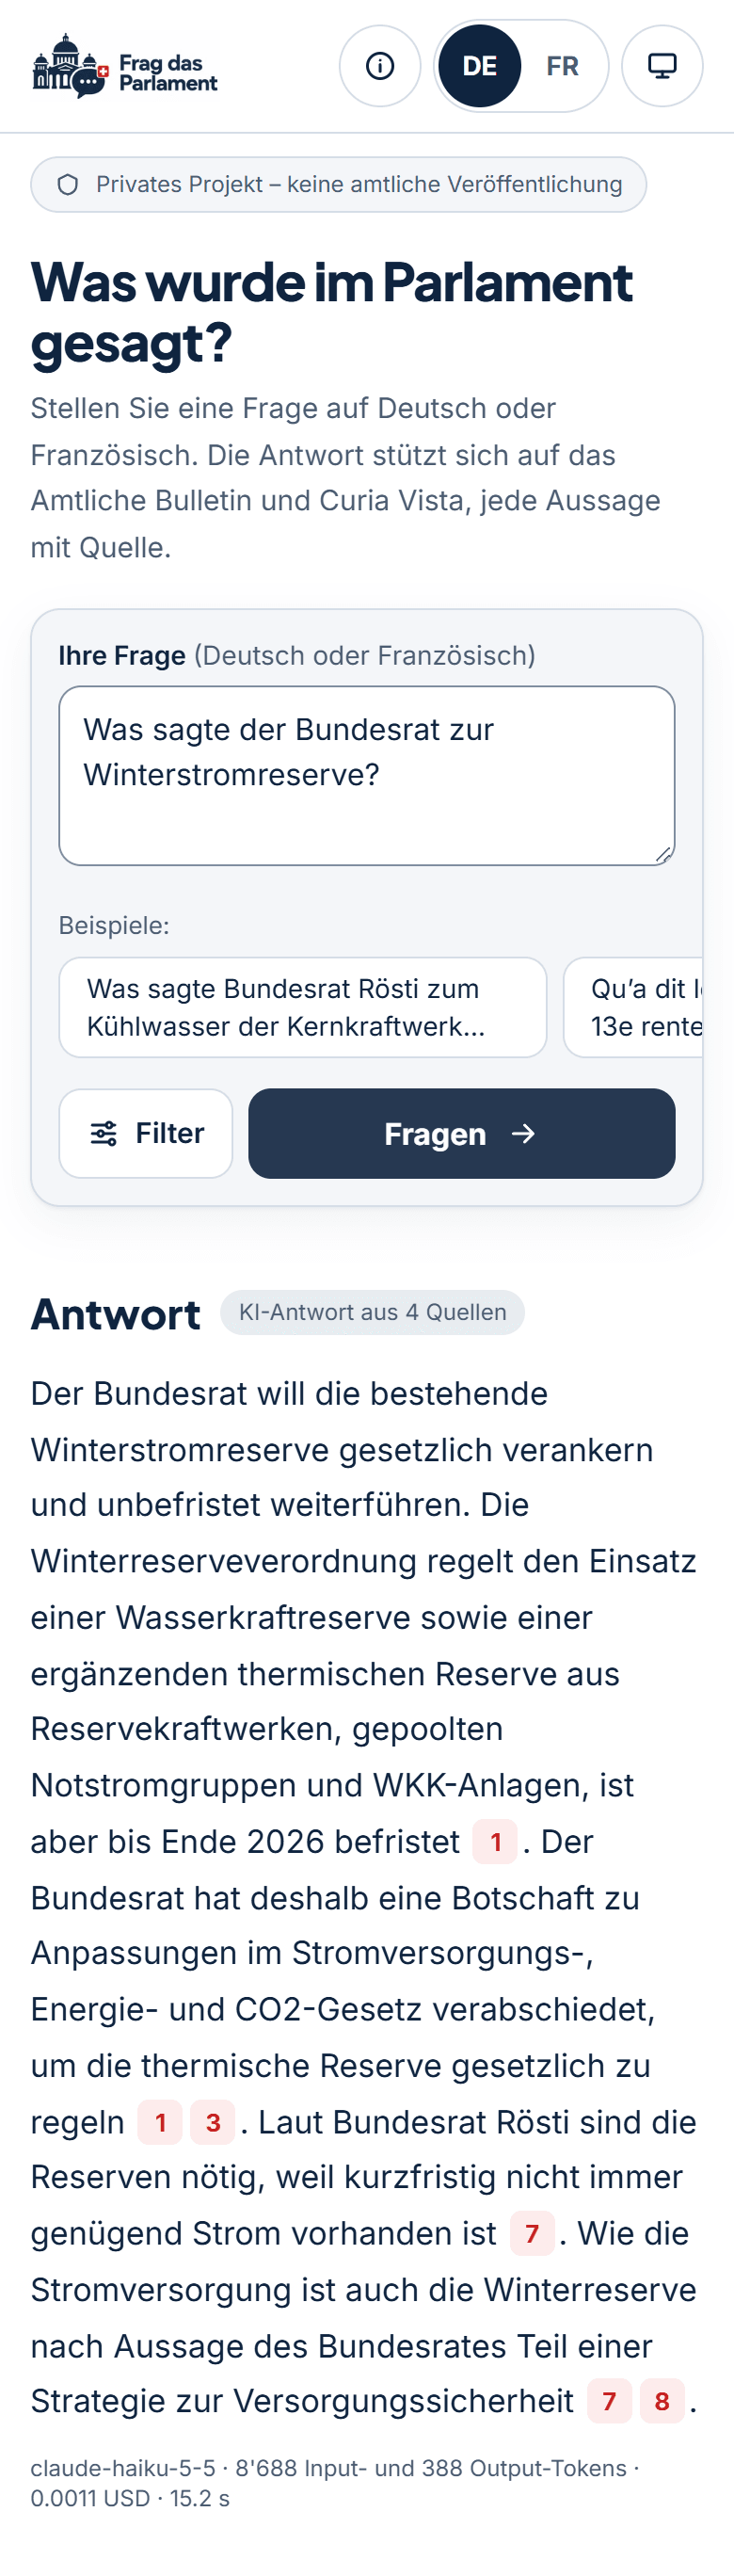 Frag das
Parlament
DE
FR
Privates Projekt – keine amtliche Veröffentlichung
Was wurde im Parlament
gesagt?
Stellen Sie eine Frage auf Deutsch oder
Französisch. Die Antwort stützt sich auf das
Amtliche Bulletin und Curia Vista, jede Aussage
mit Quelle.
Ihre Frage (Deutsch oder Französisch)
Was sagte der Bundesrat zur
Winterstromreserve?
Beispiele:
Was sagte Bundesrat Rösti zum
Kühlwasser der Kernkraftwerk...
Qu'a dit l
13e rente
Filter
Fragen →
Antwort
KI-Antwort aus 4 Quellen
Der Bundesrat will die bestehende
Winterstromreserve gesetzlich verankern
und unbefristet weiterführen. Die
Winterreserveverordnung regelt den Einsatz
einer Wasserkraftreserve sowie einer
ergänzenden thermischen Reserve aus
Reservekraftwerken, gepoolten
Notstromgruppen und WKK-Anlagen, ist
aber bis Ende 2026 befristet 1. Der
Bundesrat hat deshalb eine Botschaft zu
Anpassungen im Stromversorgungs-,
Energie- und CO2-Gesetz verabschiedet,
um die thermische Reserve gesetzlich zu
regeln 1 3. Laut Bundesrat Rösti sind die
Reserven nötig, weil kurzfristig nicht immer
genügend Strom vorhanden ist 7. Wie die
Stromversorgung ist auch die Winterreserve
nach Aussage des Bundesrates Teil einer
Strategie zur Versorgungssicherheit 7 8.
claude-haiku-5-5 · 8'688 Input- und 388 Output-Tokens ·
0.0011 USD · 15.2 s